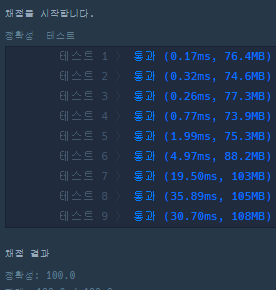 채점을 시작합니다.
정확성 테스트
테스트 1 〉 통과 (0.17ms, 76.4MB)
테스트 2 〉 통과 (0.32ms, 74.6MB)
테스트 3 〉 통과 (0.26ms, 77.3MB)
테스트 4 〉 통과 (0.77ms, 73.9MB)
테스트 5 〉 통과 (1.99ms, 75.3MB)
테스트 6 〉 통과 (4.97ms, 88.2MB)
테스트 7 〉 통과 (19.50ms, 103MB)
테스트 8 〉 통과 (35.89ms, 105MB)
테스트 9 〉 통과 (30.70ms, 108MB)
채점 결과
정확성: 100.0